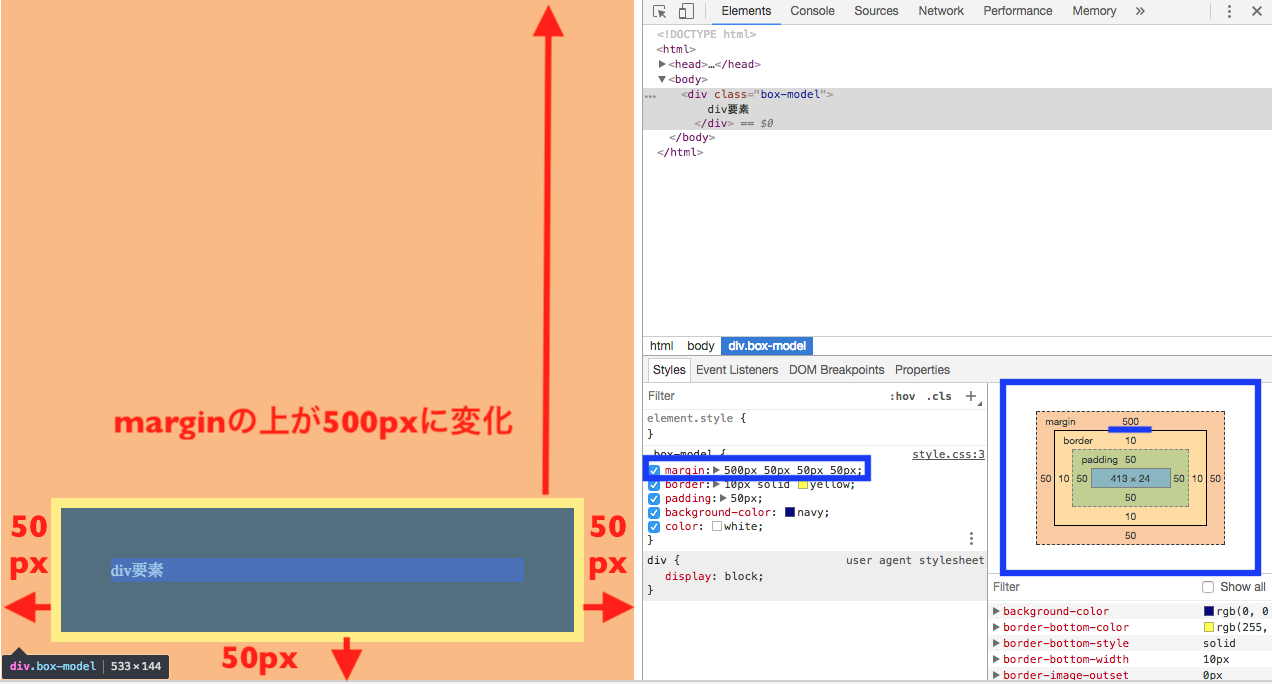 marginの上が500pxに変化
50
px
50
px
div要素
50px
div.box-model 533×144
Elements Console Sources Network Performance Memory »
<!DOCTYPE html>
<html>
▶<head>…</head>
▼<body>
… <div class="box-model">
div要素
</div> == $0
</body>
</html>
html body div.box-model
Styles Event Listeners DOM Breakpoints Properties
Filter :hov .cls +
element.style {
}
.box-model { style.css:3
margin:▶500px 50px 50px 50px;
border:▶10px solid yellow;
padding:▶50px;
background-color: navy;
color: white;
}
div { user agent stylesheet
display: block;
}
margin 500
border 10
padding 50
50 10 50 413 × 24 50 10 50
50
10
50
Filter Show all
▶background-color rgb(0, 0
▶border-bottom-color rgb(255,
▶border-bottom-style solid
▶border-bottom-width 10px
▶border-image-outset 0px